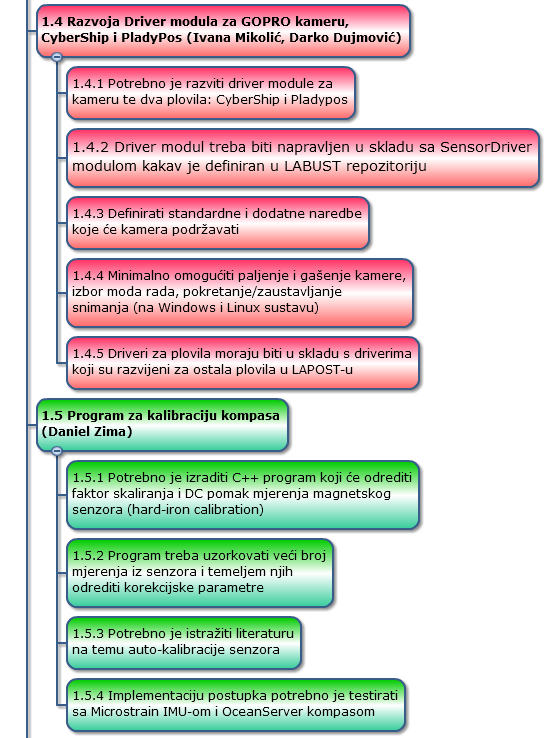 1.4 Razvoja Driver modula za GOPRO kameru,
CyberShip i PladyPos (Ivana Mikolić, Darko Dujmović)
1.4.1 Potrebno je razviti driver module za
kameru te dva plovila: CyberShip i Pladypos
1.4.2 Driver modul treba biti napravljen u skladu sa SensorDriver
modulom kakav je definiran u LABUST repozitoriju
1.4.3 Definirati standardne i dodatne naredbe
koje će kamera podržavati
1.4.4 Minimalno omogućiti paljenje i gašenje kamere,
izbor moda rada, pokretanje/zaustavljanje
snimanja (na Windows i Linux sustavu)
1.4.5 Driveri za plovila moraju biti u skladu s driverima
koji su razvijeni za ostala plovila u LAPOST-u
1.5 Program za kalibraciju kompasa
(Daniel Zima)
1.5.1 Potrebno je izraditi C++ program koji će odrediti
faktor skaliranja i DC pomak mjerenja magnetskog
senzora (hard-iron calibration)
1.5.2 Program treba uzorkovati veći broj
mjerenja iz senzora i temeljem njih
odrediti korekcijske parametre
1.5.3 Potrebno je istražiti literaturu
na temu auto-kalibracije senzora
1.5.4 Implementaciju postupka potrebno je testirati
sa Microstrain IMU-om i OceanServer kompasom